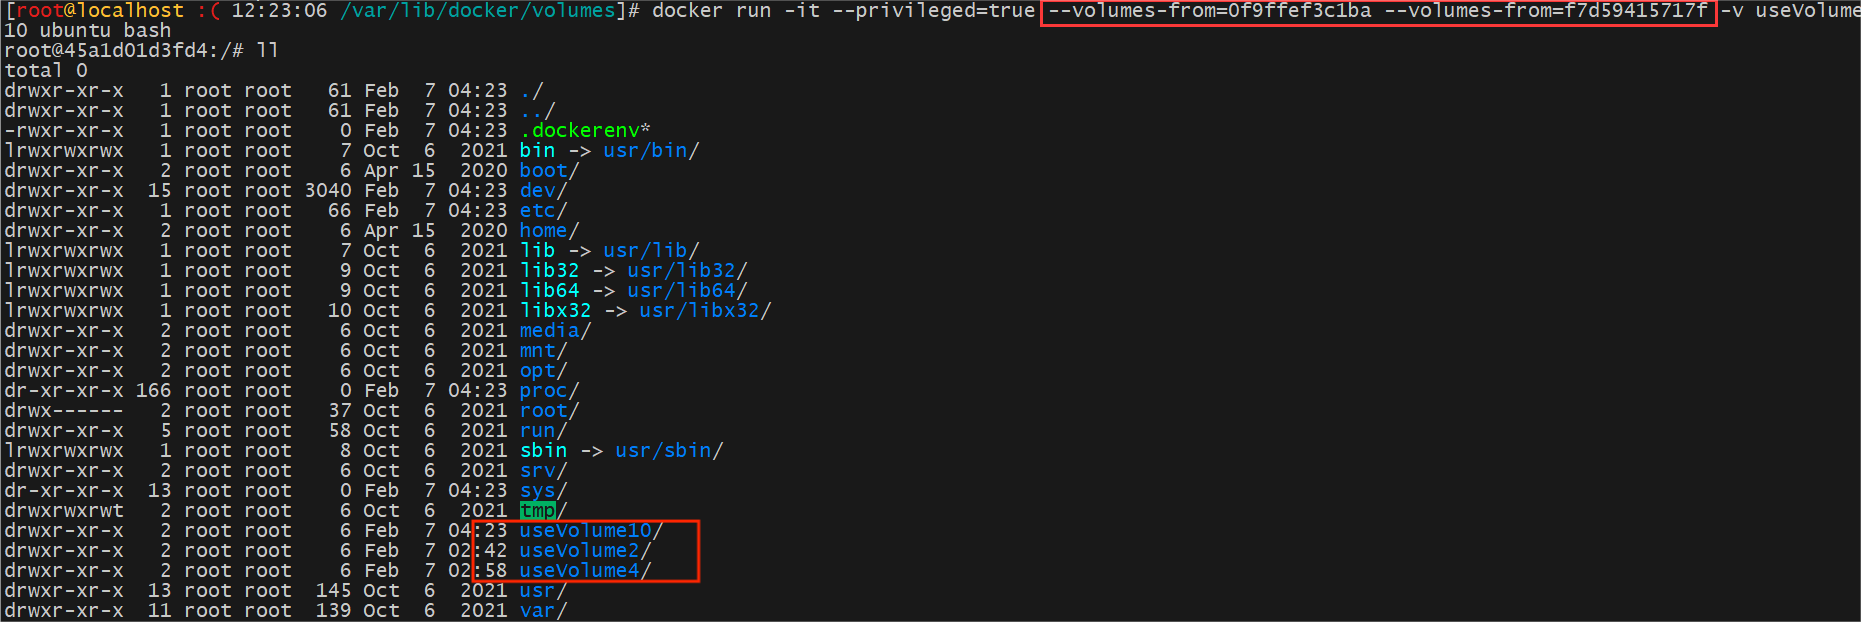 [root@localhost :( 12:23:06 /var/lib/docker/volumes]# docker run -it --privileged=true --volumes-from=0f9ffef3c1ba --volumes-from=f7d59415717f -v useVolume
10 ubuntu bash
root@45a1d01d3fd4:/# ll
total 0
drwxr-xr-x   1 root root   61 Feb  7 04:23 ./
drwxr-xr-x   1 root root   61 Feb  7 04:23 ../
-rwxr-xr-x   1 root root    0 Feb  7 04:23 .dockerenv*
lrwxrwxrwx   1 root root    7 Oct  6  2021 bin -> usr/bin/
drwxr-xr-x   2 root root    6 Apr 15  2020 boot/
drwxr-xr-x  15 root root 3040 Feb  7 04:23 dev/
drwxr-xr-x   1 root root   66 Feb  7 04:23 etc/
drwxr-xr-x   2 root root    6 Apr 15  2020 home/
lrwxrwxrwx   1 root root    7 Oct  6  2021 lib -> usr/lib/
lrwxrwxrwx   1 root root    9 Oct  6  2021 lib32 -> usr/lib32/
lrwxrwxrwx   1 root root    9 Oct  6  2021 lib64 -> usr/lib64/
lrwxrwxrwx   1 root root   10 Oct  6  2021 libx32 -> usr/libx32/
drwxr-xr-x   2 root root    6 Oct  6  2021 media/
drwxr-xr-x   2 root root    6 Oct  6  2021 mnt/
drwxr-xr-x   2 root root    6 Oct  6  2021 opt/
dr-xr-xr-x 166 root root    0 Feb  7 04:23 proc/
drwx------   2 root root   37 Oct  6  2021 root/
drwxr-xr-x   5 root root   58 Oct  6  2021 run/
lrwxrwxrwx   1 root root    8 Oct  6  2021 sbin -> usr/sbin/
drwxr-xr-x   2 root root    6 Oct  6  2021 srv/
dr-xr-xr-x  13 root root    0 Feb  7 04:23 sys/
drwxrwxrwt   2 root root    6 Oct  6  2021 tmp/
drwxr-xr-x   2 root root    6 Feb  7 04:23 useVolume10/
drwxr-xr-x   2 root root    6 Feb  7 02:42 useVolume2/
drwxr-xr-x   2 root root    6 Feb  7 02:58 useVolume4/
drwxr-xr-x  13 root root  145 Oct  6  2021 usr/
drwxr-xr-x  11 root root  139 Oct  6  2021 var/